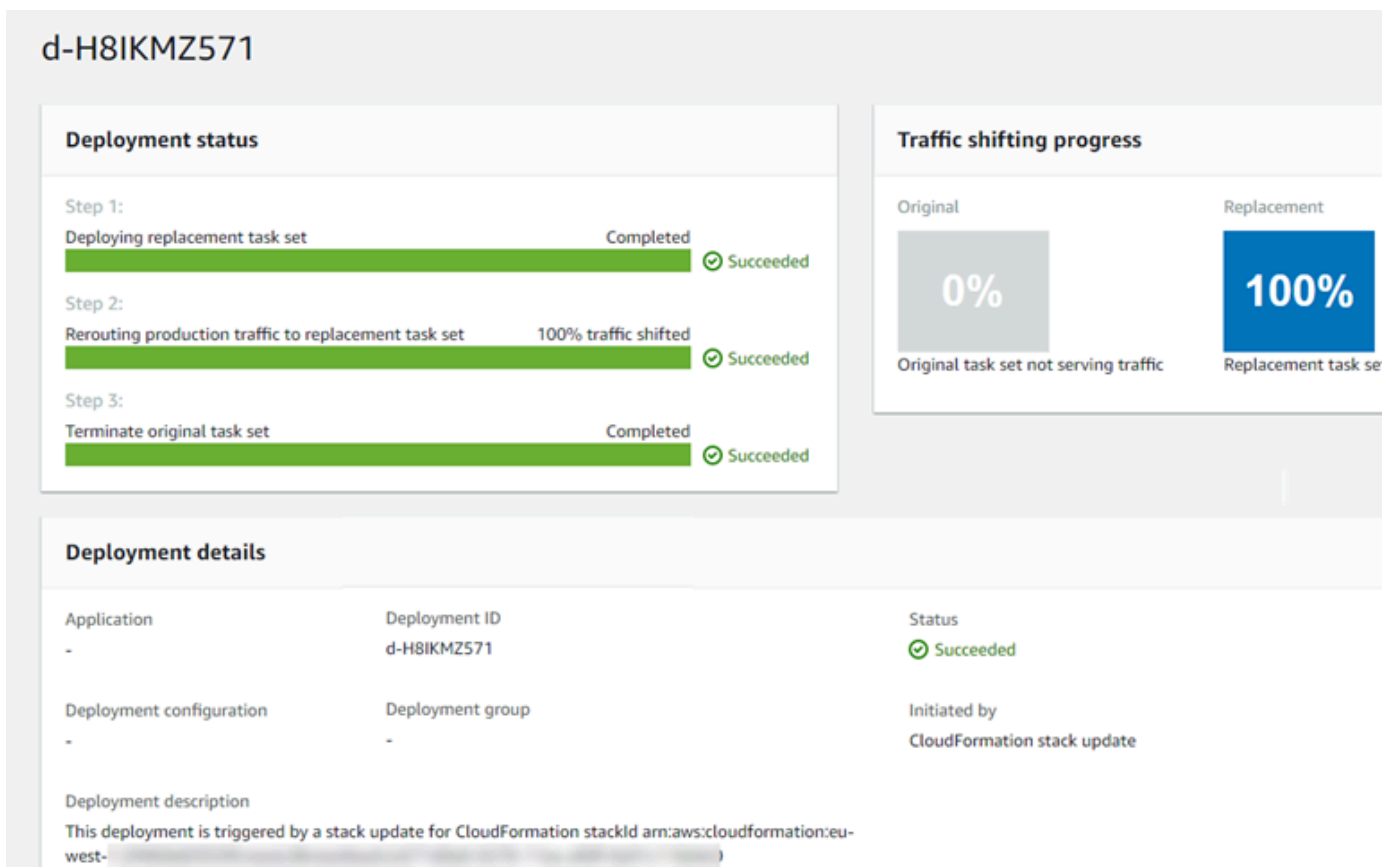 d-H8IKMZ571
Deployment status
Step 1:
Deploying replacement task set Completed
Succeeded
Step 2:
Rerouting production traffic to replacement task set 100% traffic shifted
Succeeded
Step 3:
Terminate original task set Completed
Succeeded
Traffic shifting progress
Original Replacement
0% 100%
Original task set not serving traffic Replacement task se
Deployment details
Application Deployment ID Status
- d-H8IKMZ571 Succeeded
Deployment configuration Deployment group Initiated by
- - CloudFormation stack update
Deployment description
This deployment is triggered by a stack update for CloudFormation stackId arn:aws:cloudformation:eu-
west-